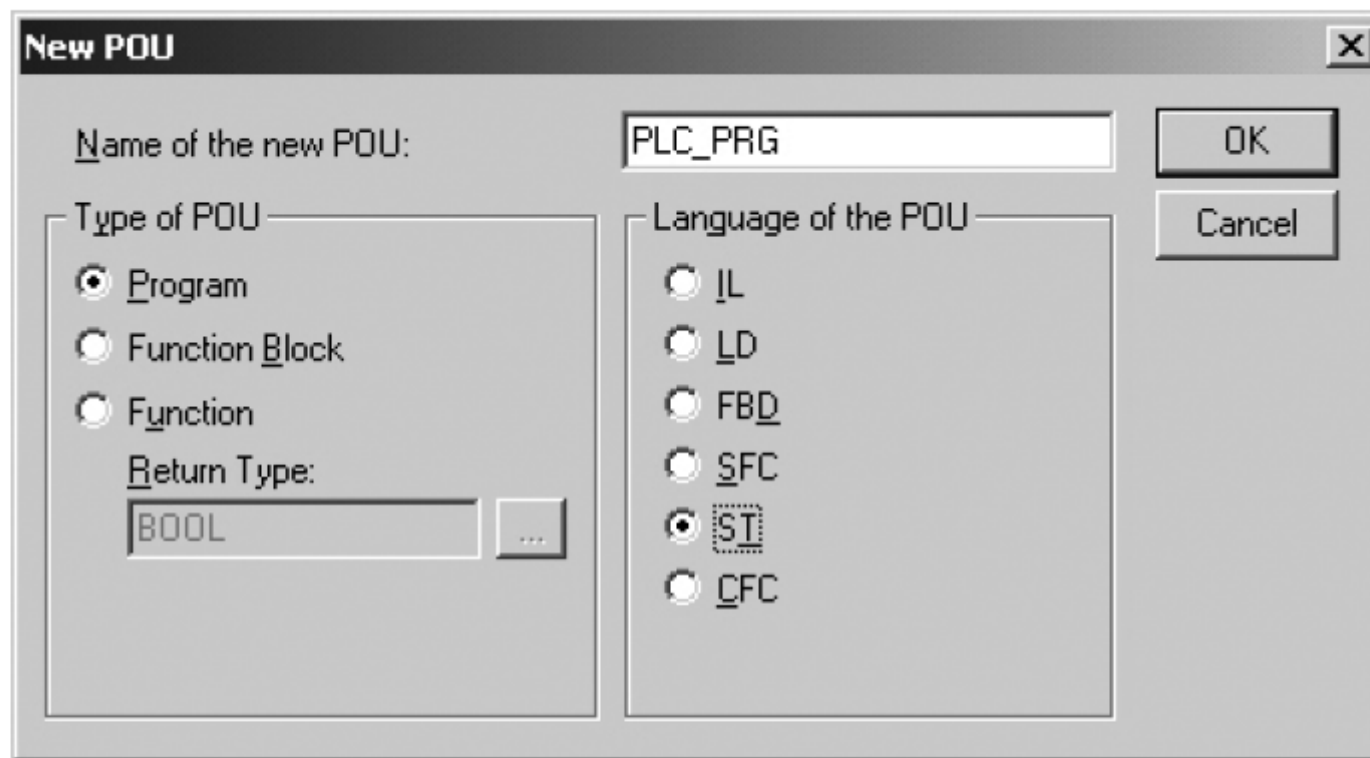 New POU
Name of the new POU:
PLC_PRG
OK
Cancel
Type of POU
Program
Function Block
Function
Return Type:
BOOL
...
Language of the POU
IL
LD
FBD
SFC
ST
CFC